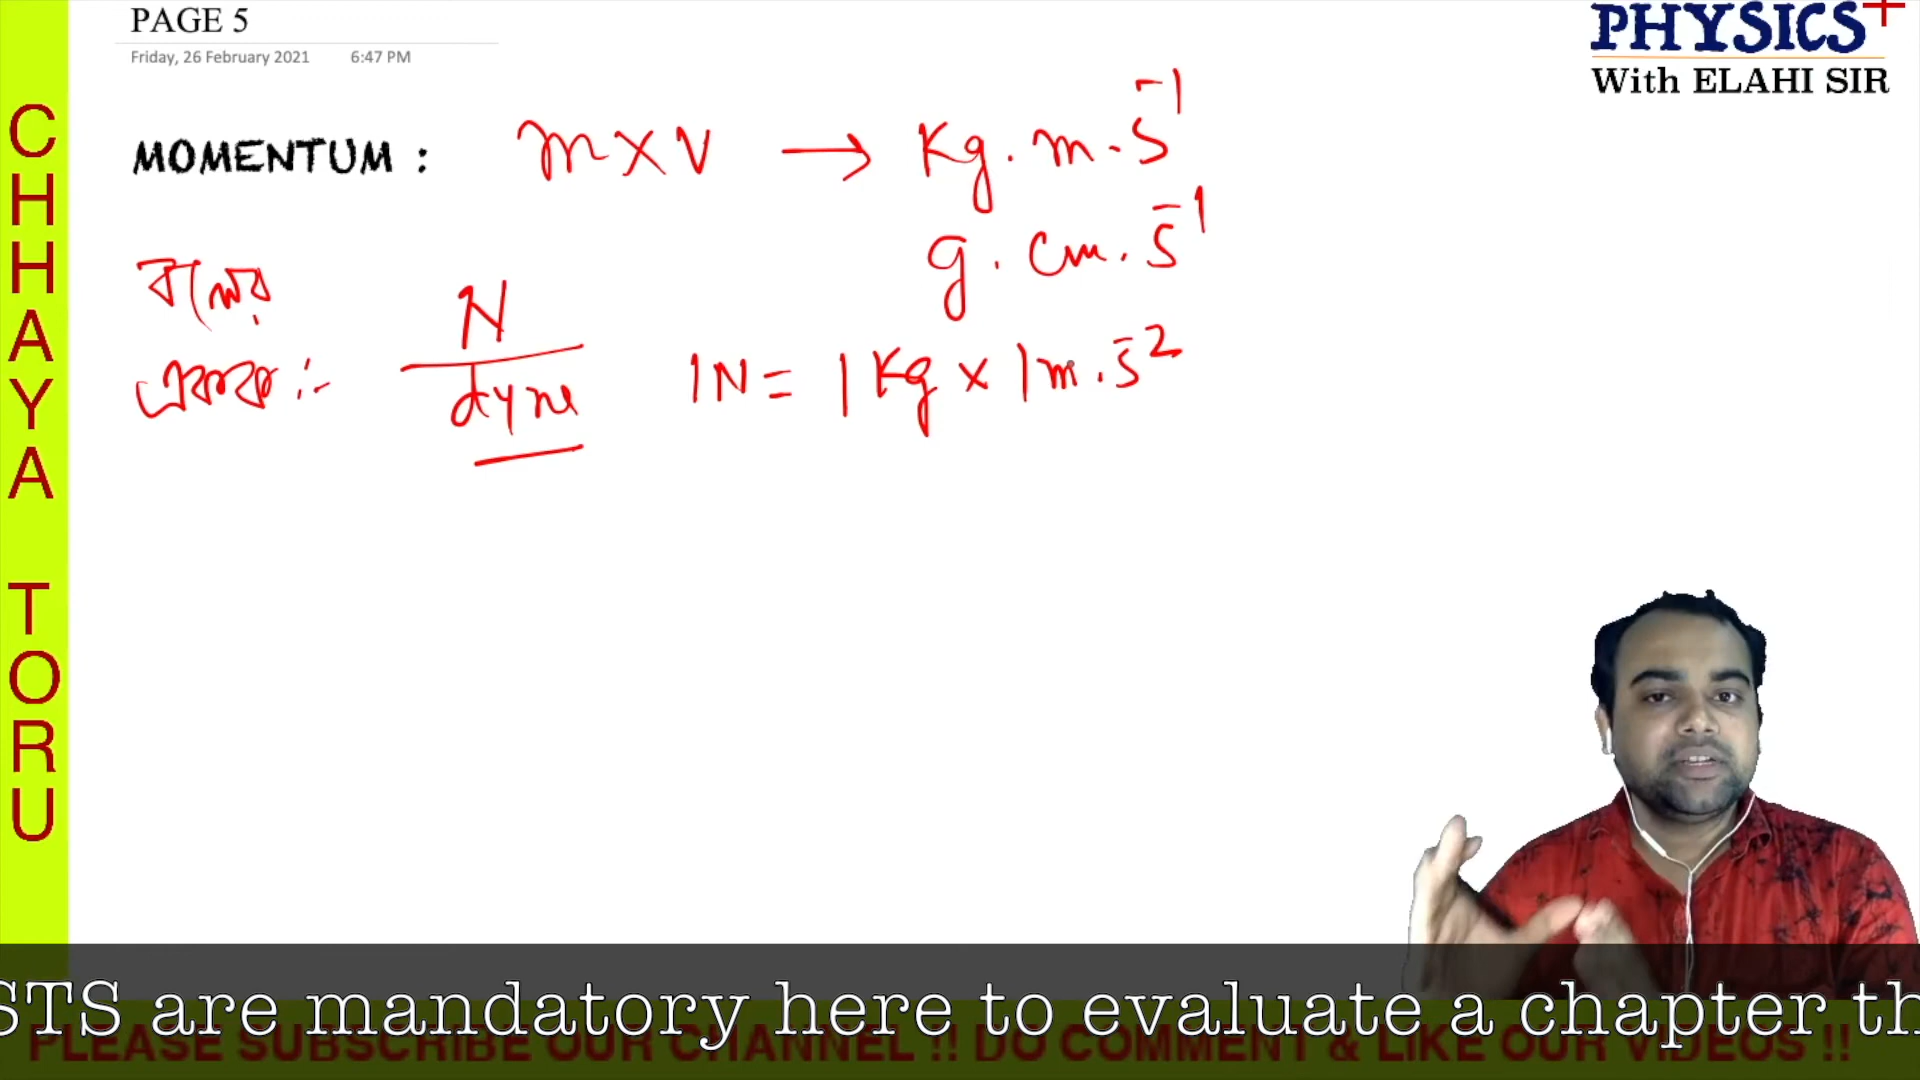 PAGE 5
Friday, 26 February 2021 6:47 PM
PHYSICS+
With ELAHI SIR
CHHAYA TORU
MOMENTUM : m×v → Kg.m.s⁻¹
g.cm.s⁻¹
বলের
একক :-
N
dyne
1N = 1Kg × 1m.s⁻²
STS are mandatory here to evaluate a chapter th
PLEASE SUBSCRIBE OUR CHANNEL !! DO COMMENT & LIKE OUR VIDEOS !!